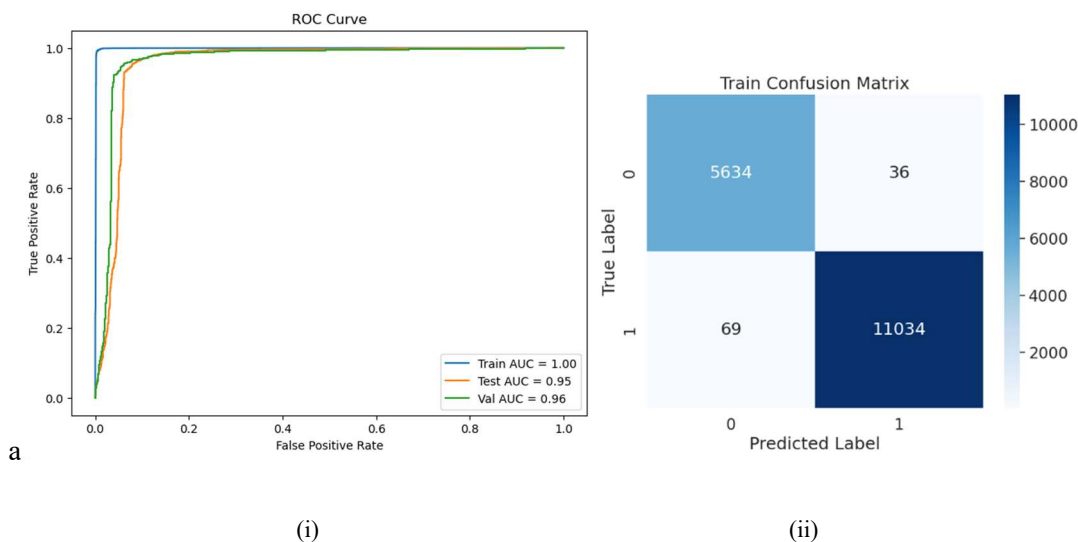 ROC Curve
1.0
0.8
0.6
0.4
0.2
0.0
True Positive Rate
0.0 0.2 0.4 0.6 0.8 1.0
False Positive Rate
Train AUC = 1.00
Test AUC = 0.95
Val AUC = 0.96
a
(i)
Train Confusion Matrix
True Label
0
1
5634 36
69 11034
0 1
Predicted Label
10000
8000
6000
4000
2000
(ii)